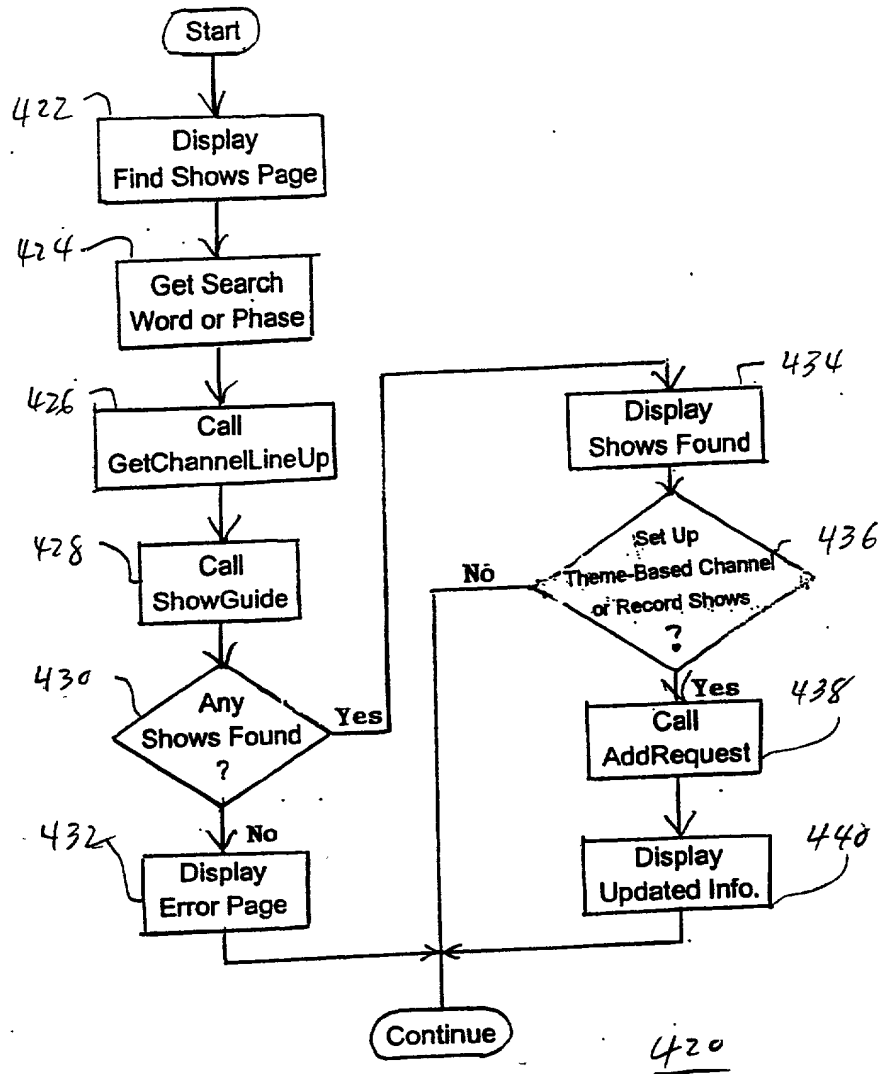 Start
422
Display
Find Shows Page
424
Get Search
Word or Phase
426
Call
GetChannelLineUp
428
Call
ShowGuide
430
Any
Shows Found
?
Yes
No
432
Display
Error Page
434
Display
Shows Found
436
Set Up
Theme-Based Channel
or Record Shows
?
No
Yes
438
Call
AddRequest
440
Display
Updated Info.
Continue
420